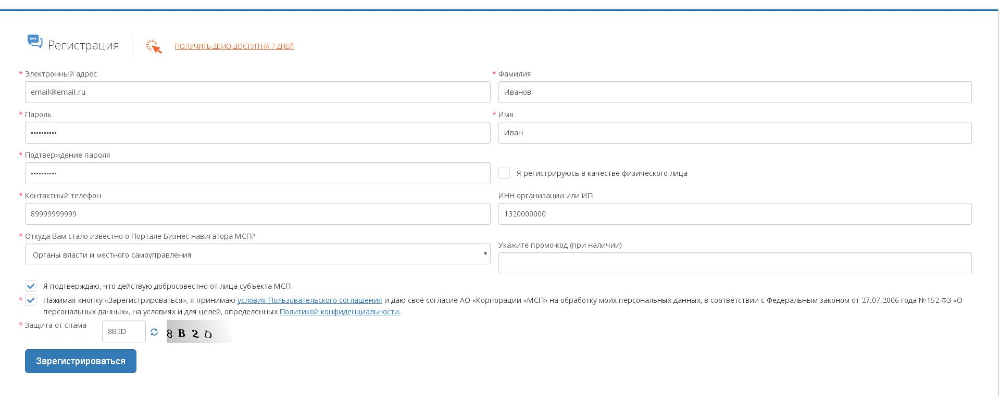 Регистрация
ПОЛУЧИТЬ ДЕМО-ДОСТУП НА 7 ДНЕЙ
* Электронный адрес
email@email.ru
* Фамилия
Иванов
* Пароль
••••••••••
* Имя
Иван
* Подтверждение пароля
••••••••••
Я регистрируюсь в качестве физического лица
* Контактный телефон
89999999999
ИНН организации или ИП
1320000000
* Откуда Вам стало известно о Портале Бизнес-навигатора МСП?
Органы власти и местного самоуправления
Укажите промо-код (при наличии)
Я подтверждаю, что действую добросовестно от лица субъекта МСП
* Нажимая кнопку «Зарегистрироваться», я принимаю условия Пользовательского соглашения и даю своё согласие АО «Корпорации «МСП» на обработку моих персональных данных, в соответствии с Федеральным законом от 27.07.2006 года №152-ФЗ «О
персональных данных», на условиях и для целей, определенных Политикой конфиденциальности.
* Защита от спама
8B2D
8B2D
Зарегистрироваться